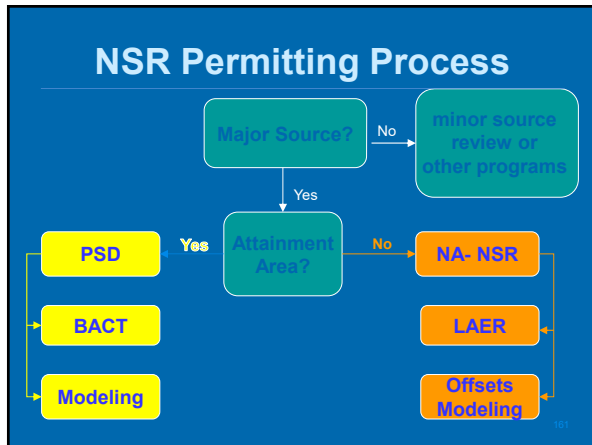 NSR Permitting Process
Major Source?
No
minor source
review or
other programs
Yes
Attainment
Area?
Yes
No
PSD
NA- NSR
BACT
LAER
Modeling
Offsets
Modeling
161